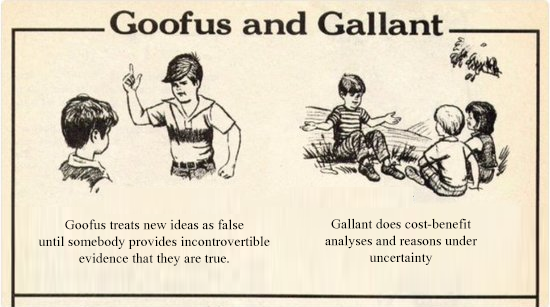 Goofus and Gallant
Goofus treats new ideas as false
until somebody provides incontrovertible
evidence that they are true.
Gallant does cost-benefit
analyses and reasons under
uncertainty